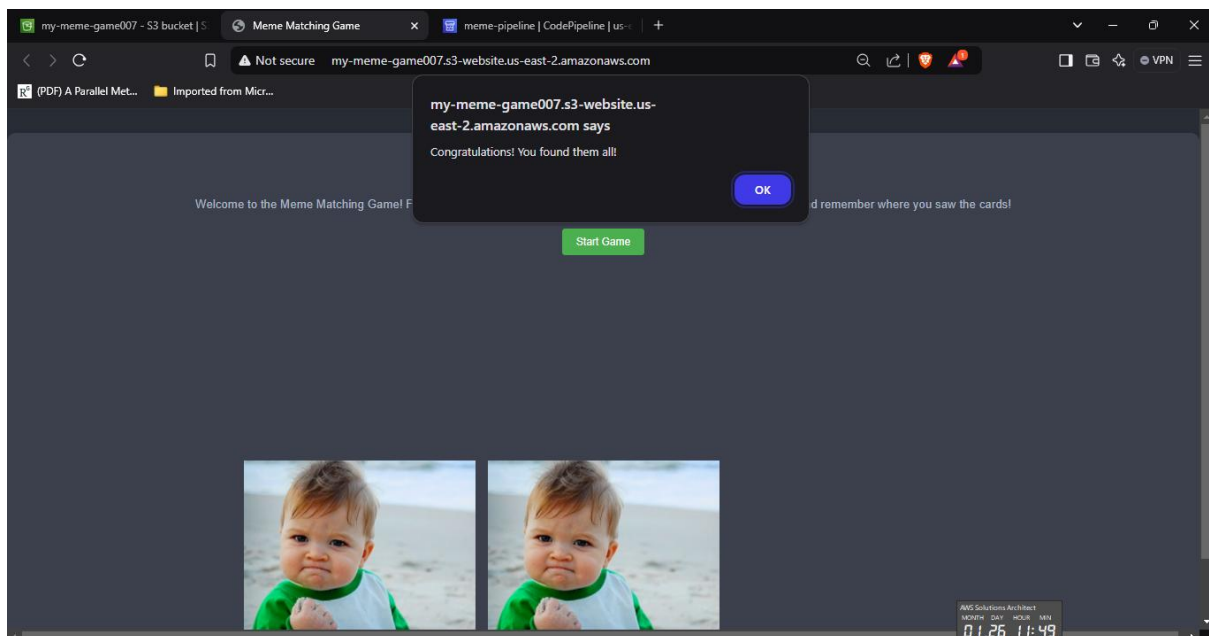 my-meme-game007 - S3 bucket | S
Meme Matching Game
meme-pipeline | CodePipeline | us-e
Not secure my-meme-game007.s3-website.us-east-2.amazonaws.com
VPN
R⁶ (PDF) A Parallel Met...
Imported from Micr...
my-meme-game007.s3-website.us-
east-2.amazonaws.com says
Congratulations! You found them all!
OK
Welcome to the Meme Matching Game! F
d remember where you saw the cards!
Start Game
AWS Solutions Architect
MONTH DAY HOUR MIN
01 26 11:49